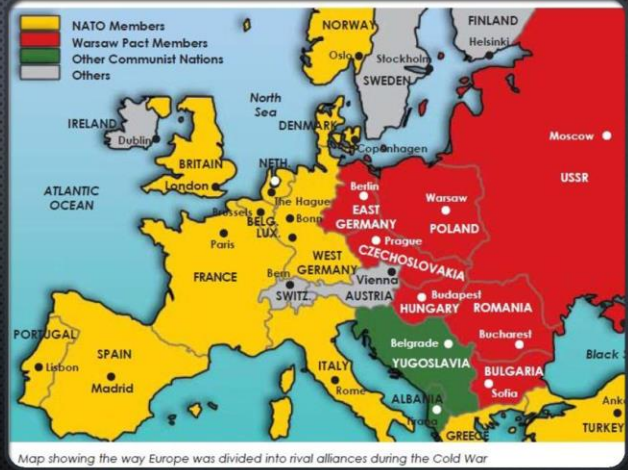 NATO Members
Warsaw Pact Members
Other Communist Nations
Others
NORWAY
Oslo
FINLAND
Helsinki
Stockholm
SWEDEN
North
Sea
IRELAND
Dublin
DENMARK
Copenhagen
Moscow
USSR
BRITAIN
London
NETH
The Hague
Berlin
EAST
GERMANY
Warsaw
POLAND
ATLANTIC
OCEAN
Brussels
BELG.
LUX.
Bonn
Paris
FRANCE
WEST
GERMANY
Prague
CZECHOSLOVAKIA
Bern
SWITZ.
Vienna
AUSTRIA
Budapest
HUNGARY
ROMANIA
Bucharest
Belgrade
YUGOSLAVIA
Black
BULGARIA
Sofia
PORTUGAL
Lisbon
SPAIN
Madrid
ITALY
Rome
ALBANIA
Tirana
GREECE
Ank
TURKEY
Map showing the way Europe was divided into rival alliances during the Cold War